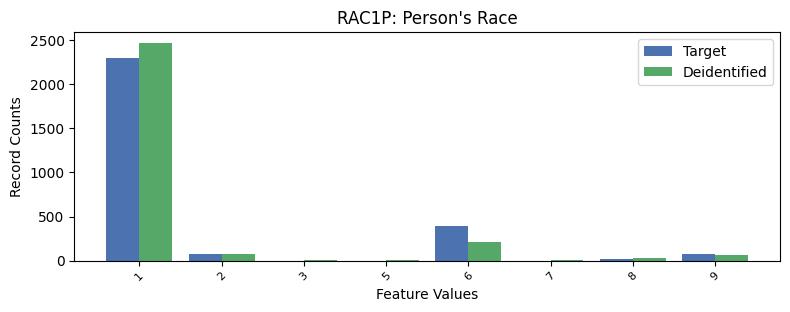 RAC1P: Person's Race
Record Counts
2500
2000
1500
1000
500
0
Target
Deidentified
1 2 3 5 6 7 8 9
Feature Values